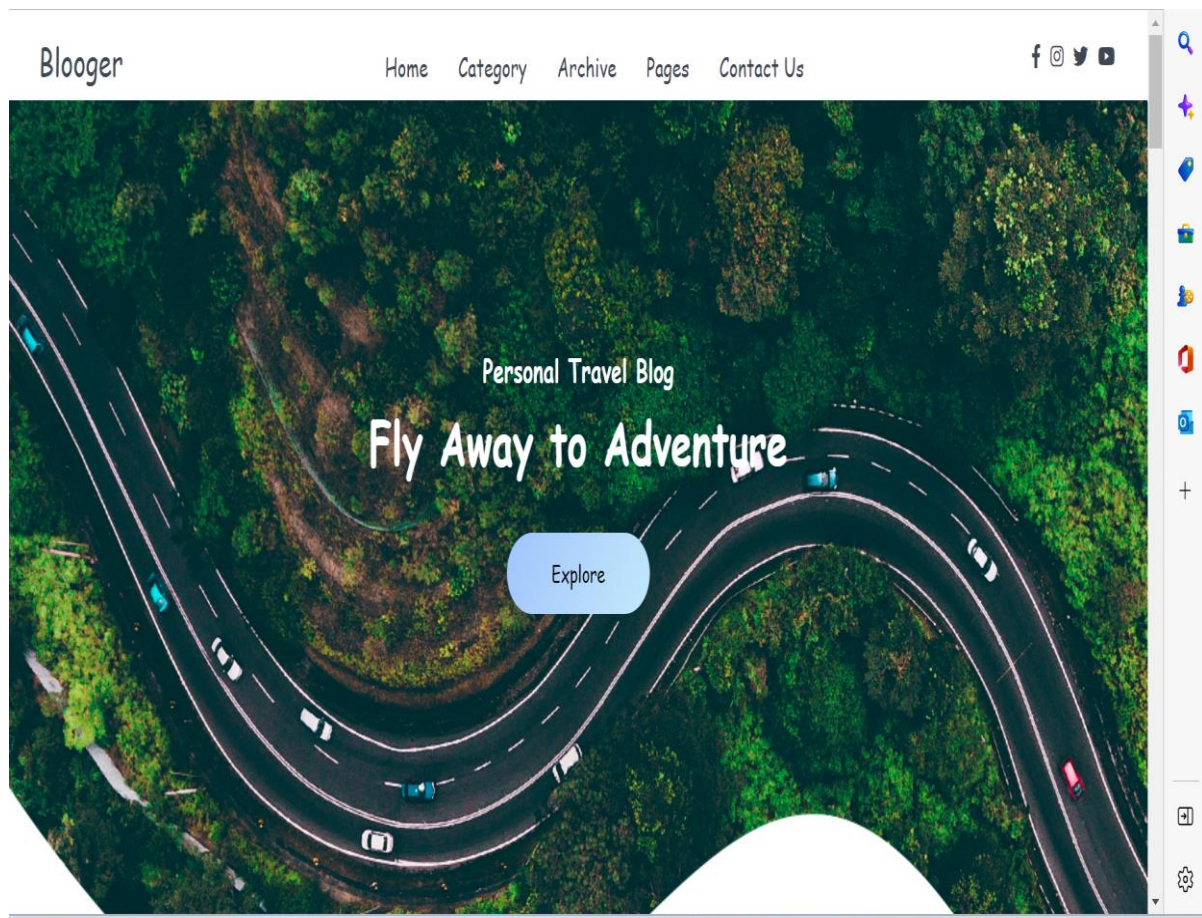 Blooger
Home Category Archive Pages Contact Us
Personal Travel Blog
Fly Away to Adventure
Explore